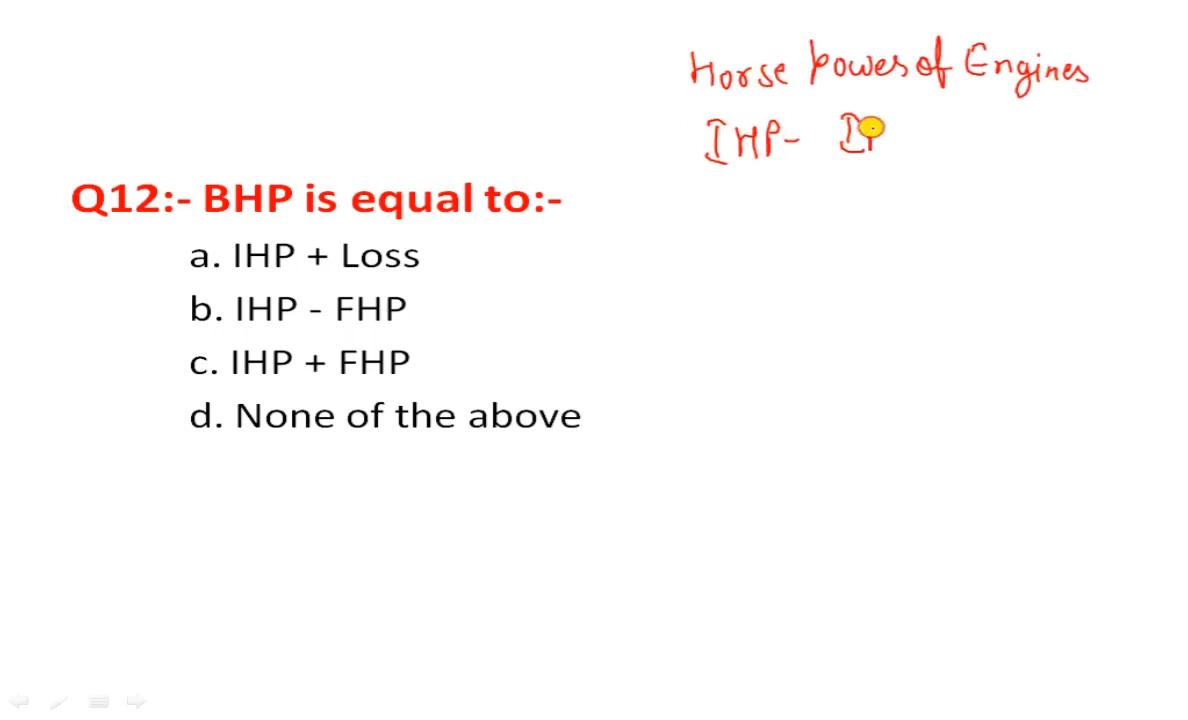 Horse Power of Engines
IHP-
Q12:- BHP is equal to:-
a. IHP + Loss
b. IHP - FHP
c. IHP + FHP
d. None of the above